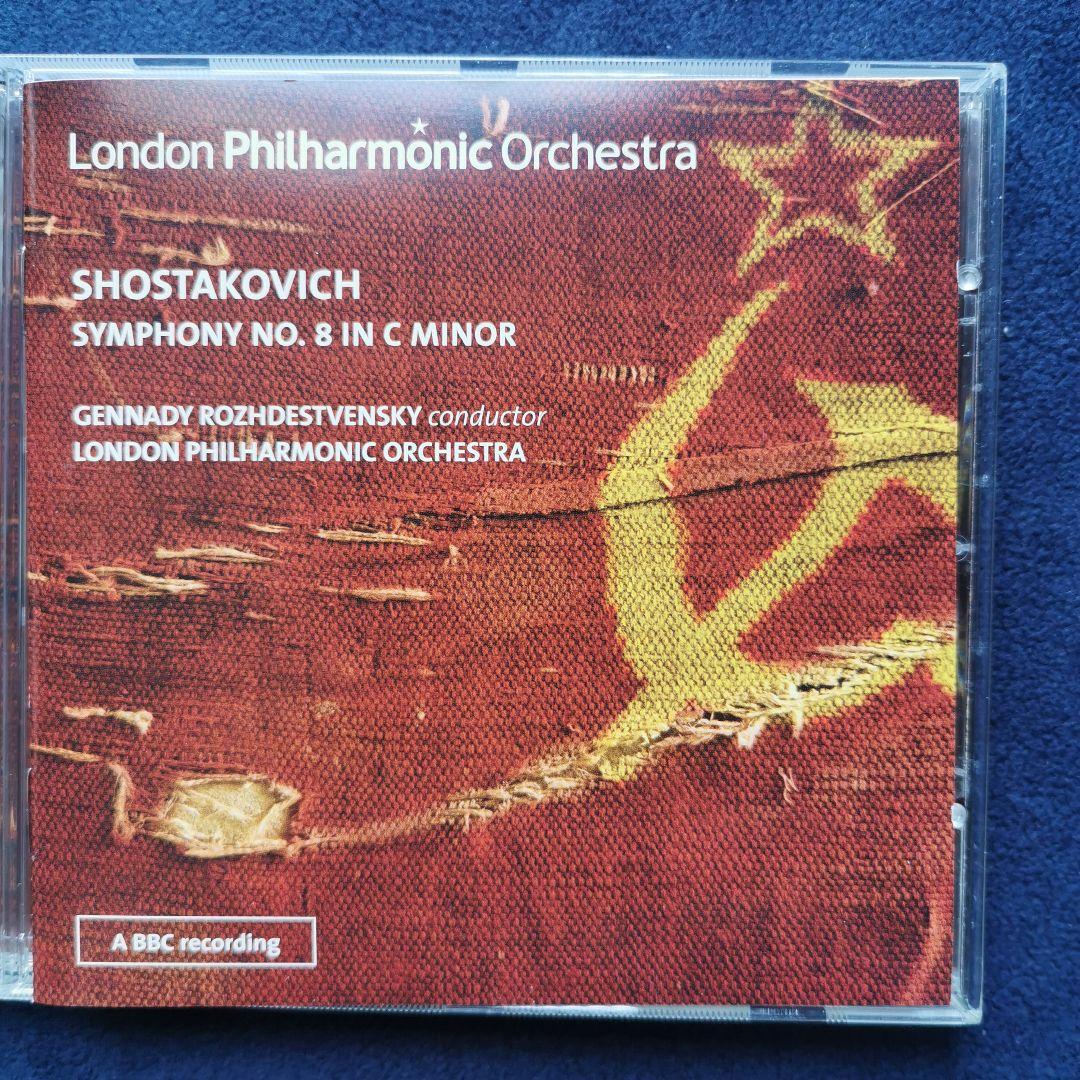 London Philharmonic Orchestra
SHOSTAKOVICH
SYMPHONY NO. 8 IN C MINOR
GENNADY ROZHDESTVENSKY conductor
LONDON PHILHARMONIC ORCHESTRA
A BBC recording